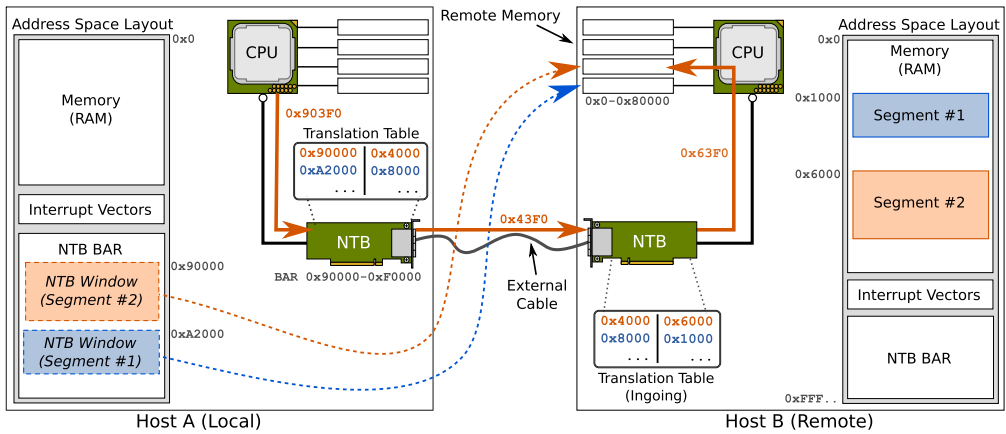 Address Space Layout
0x0
Memory
(RAM)
Interrupt Vectors
NTB BAR
0x90000
NTB Window
(Segment #2)
0xA2000
NTB Window
(Segment #1)
CPU
0x903F0
Translation Table
0x90000 0x4000
0xA2000 0x8000
... ...
NTB
BAR 0x90000-0xF0000
Host A (Local)
Remote Memory
0x43F0
External
Cable
CPU
0x0-0x80000
0x63F0
NTB
0x4000 0x6000
0x8000 0x1000
... ...
Translation Table
(Ingoing)
Address Space Layout
0x0
Memory
(RAM)
0x1000
Segment #1
0x6000
Segment #2
Interrupt Vectors
NTB BAR
0xFFF..
Host B (Remote)